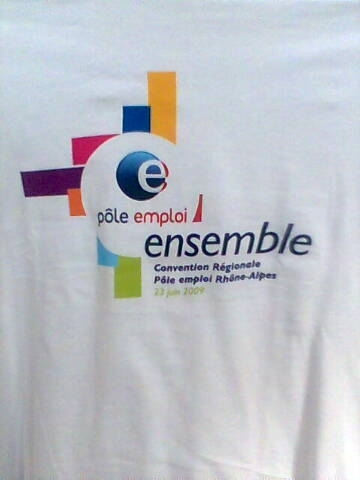 e
pôle emploi
ensemble
Convention Régionale
Pôle emploi Rhône-Alpes
23 juin 2009